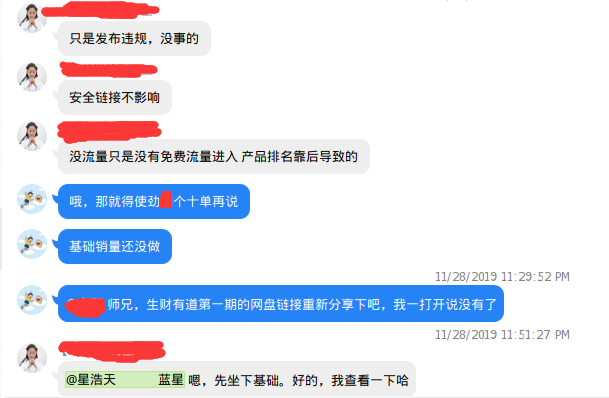 只是发布违规，没事的
安全链接不影响
没流量只是没有免费流量进入 产品排名靠后导致的
哦，那就得使劲 个十单再说
基础销量还没做
11/28/2019 11:29:52 PM
师兄，生财有道第一期的网盘链接重新分享下吧，我一打开说没有了
11/28/2019 11:51:27 PM
@星浩天 蓝星 嗯，先坐下基础。好的，我查看一下哈